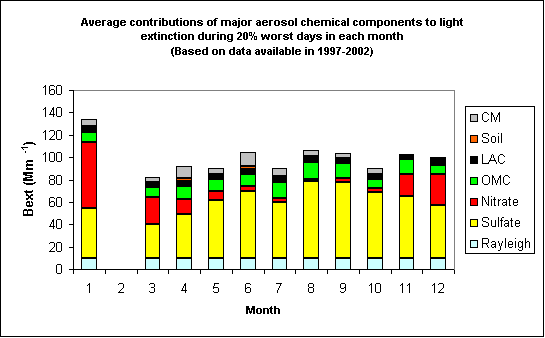 Average contributions of major aerosol chemical components to light
extinction during 20% worst days in each month
(Based on data available in 1997-2002)
160
140
120
100
80
60
40
20
0
Bext (Mm⁻¹)
1 2 3 4 5 6 7 8 9 10 11 12
Month
CM
Soil
LAC
OMC
Nitrate
Sulfate
Rayleigh